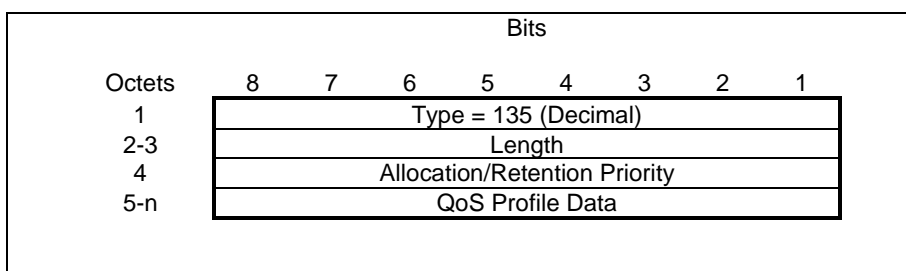 Bits
Octets 8 7 6 5 4 3 2 1
1 Type = 135 (Decimal)
2-3 Length
4 Allocation/Retention Priority
5-n QoS Profile Data